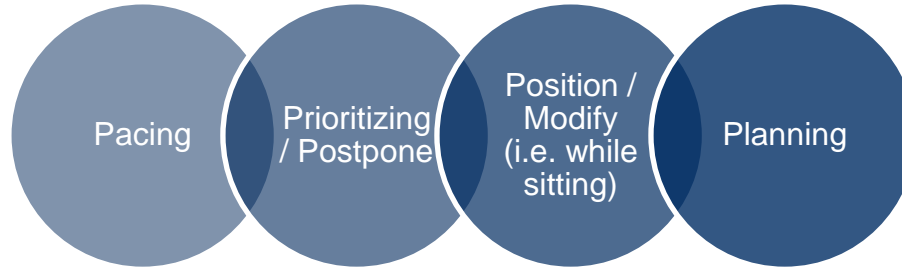 Pacing
Prioritizing
/ Postpone
Position /
Modify
(i.e. while
sitting)
Planning